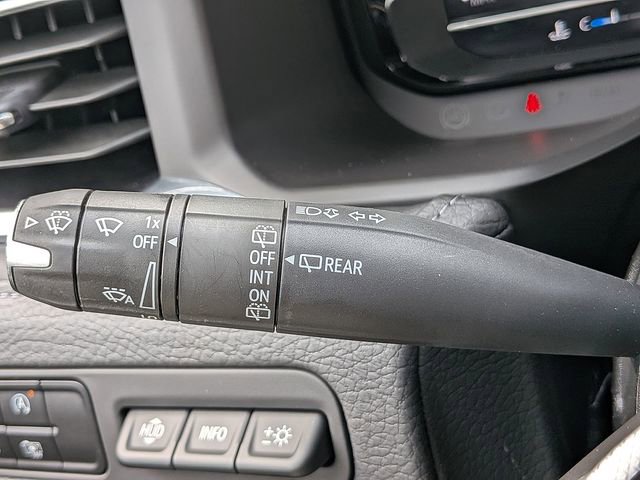 1x
OFF
A
OFF
INT
ON
REAR
HUD
INFO